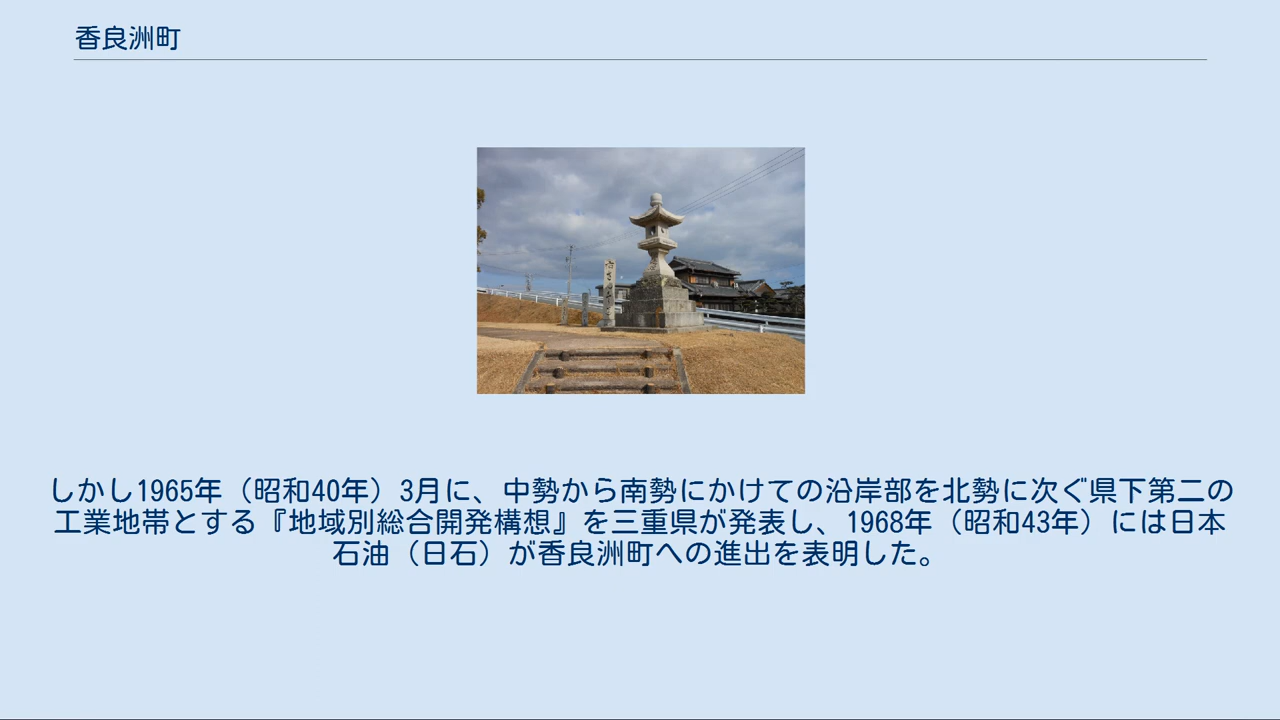 香良洲町
しかし1965年（昭和40年）3月に、中勢から南勢にかけての沿岸部を北勢に次ぐ県下第二の
工業地帯とする『地域別総合開発構想』を三重県が発表し、1968年（昭和43年）には日本
石油（日石）が香良洲町への進出を表明した。